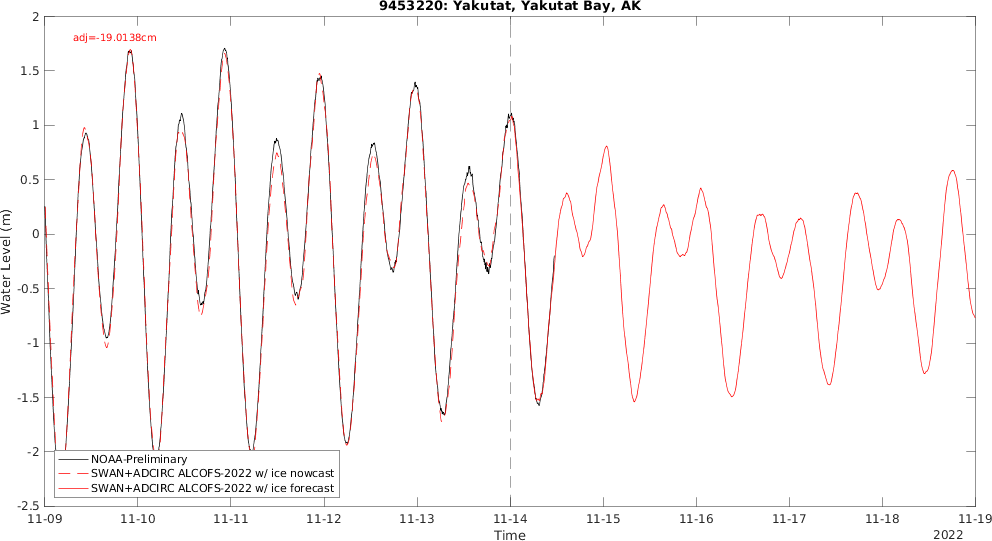 9453220: Yakutat, Yakutat Bay, AK
adj=-19.0138cm
2
1.5
1
0.5
0
-0.5
-1
-1.5
-2
-2.5
Water Level (m)
NOAA-Preliminary
SWAN+ADCIRC ALCOFS-2022 w/ ice nowcast
SWAN+ADCIRC ALCOFS-2022 w/ ice forecast
11-09 11-10 11-11 11-12 11-13 11-14 11-15 11-16 11-17 11-18 11-19
Time
2022